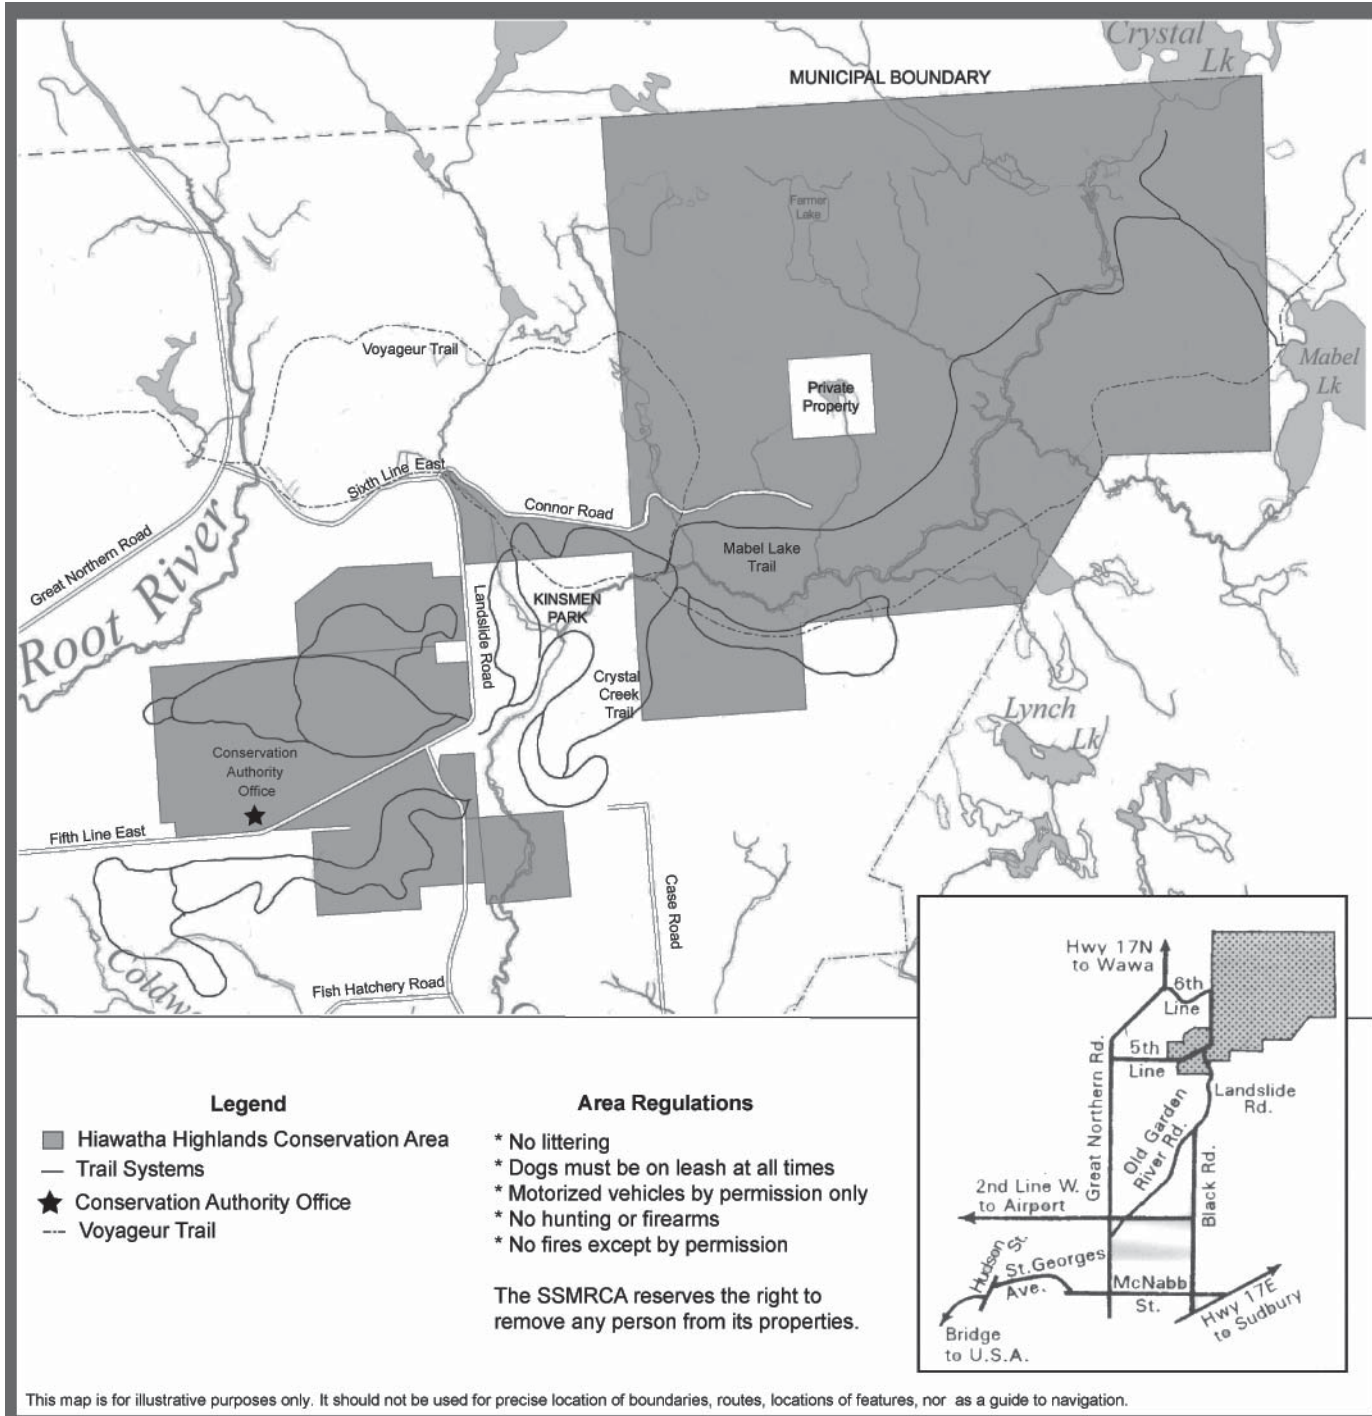 Crystal
Lk
MUNICIPAL BOUNDARY
Farmer
Lake
Voyageur Trail
Mabel
Lk
Private
Property
Sixth Line East
Connor Road
Great Northern Road
Root River
Mabel Lake
Trail
Landslide Road
KINSMEN
PARK
Crystal
Creek
Trail
Lynch
Lk
Conservation
Authority
Office
Fifth Line East
Case Road
Coldw
Fish Hatchery Road
Hwy 17N
to Wawa
6th
Line
5th
Line
Great Northern Rd.
Landslide
Rd.
Old Garden
River Rd.
Black Rd.
2nd Line W.
to Airport
Hudson
St.
St.Georges
Ave.
McNabb
St.
Hwy 17E
to Sudbury
Bridge
to U.S.A.
Legend
Hiawatha Highlands Conservation Area
Trail Systems
Conservation Authority Office
Voyageur Trail
Area Regulations
* No littering
* Dogs must be on leash at all times
* Motorized vehicles by permission only
* No hunting or firearms
* No fires except by permission
The SSMRCA reserves the right to
remove any person from its properties.
This map is for illustrative purposes only. It should not be used for precise location of boundaries, routes, locations of features, nor as a guide to navigation.